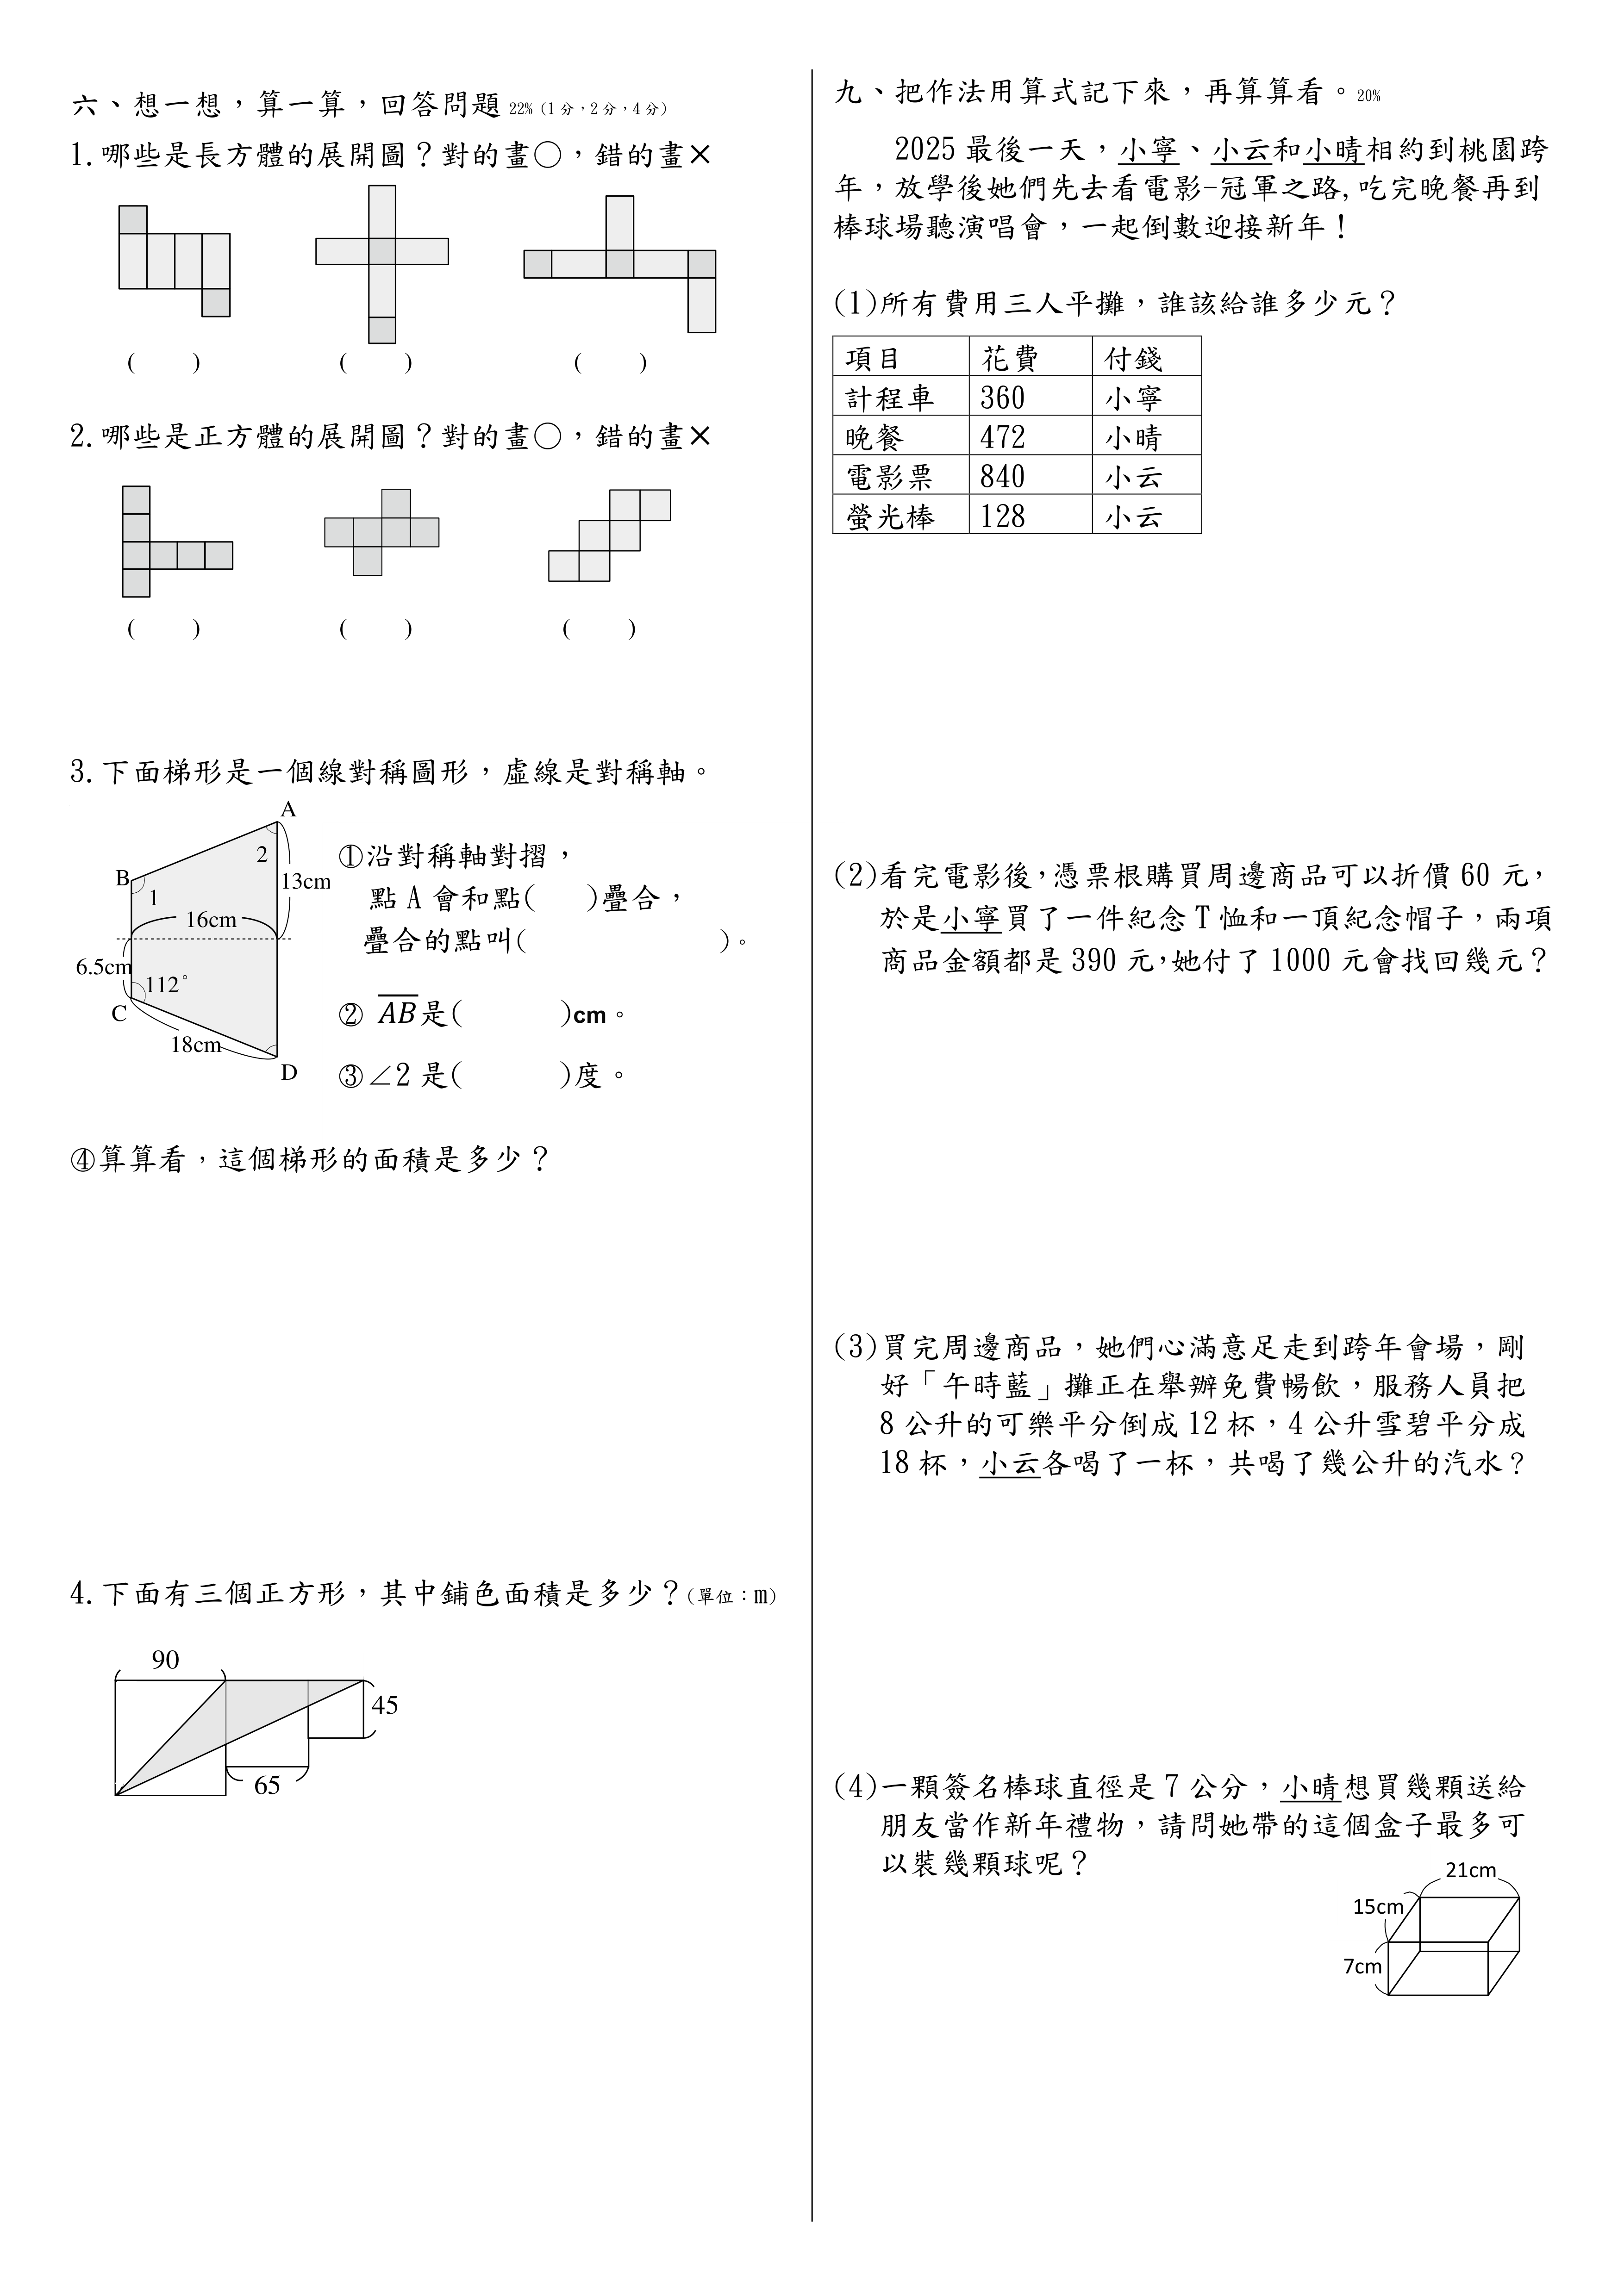 六、想一想，算一算，回答問題 22%（1 分，2 分，4 分）
1.哪些是長方體的展開圖？對的畫○，錯的畫×
(　　)　(　　)　(　　)
2.哪些是正方體的展開圖？對的畫○，錯的畫×
(　　)　(　　)　(　　)
3.下面梯形是一個線對稱圖形，虛線是對稱軸。
A
2
B
1
13cm
16cm
6.5cm
112°
C
18cm
D
①沿對稱軸對摺，
點 A 會和點(　　)疊合，
疊合的點叫(　　　　　　)。
② AB是(　　　)cm。
③∠2 是(　　　)度。
④算算看，這個梯形的面積是多少？
4.下面有三個正方形，其中鋪色面積是多少？(單位：m)
90
45
65
九、把作法用算式記下來，再算算看。20%
2025 最後一天，小寧、小云和小晴相約到桃園跨
年，放學後她們先去看電影-冠軍之路,吃完晚餐再到
棒球場聽演唱會，一起倒數迎接新年！
(1)所有費用三人平攤，誰該給誰多少元？
項目　花費　付錢
計程車　360　小寧
晚餐　472　小晴
電影票　840　小云
螢光棒　128　小云
(2)看完電影後，憑票根購買周邊商品可以折價 60 元，
於是小寧買了一件紀念 T 恤和一頂紀念帽子，兩項
商品金額都是 390 元，她付了 1000 元會找回幾元？
(3)買完周邊商品，她們心滿意足走到跨年會場，剛
好「午時藍」攤正在舉辦免費暢飲，服務人員把
8 公升的可樂平分倒成 12 杯，4 公升雪碧平分成
18 杯，小云各喝了一杯，共喝了幾公升的汽水？
(4)一顆簽名棒球直徑是 7 公分，小晴想買幾顆送給
朋友當作新年禮物，請問她帶的這個盒子最多可
以裝幾顆球呢？
21cm
15cm
7cm